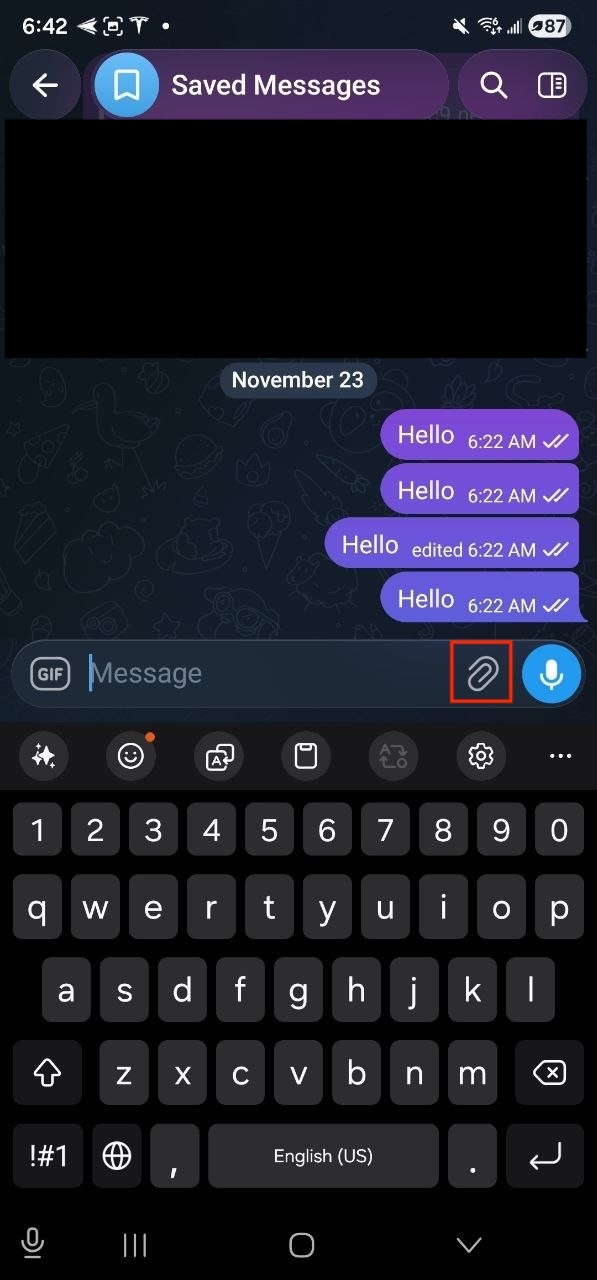 6:42 87
Saved Messages
November 23
Hello 6:22 AM
Hello 6:22 AM
Hello edited 6:22 AM
Hello 6:22 AM
GIF Message
1 2 3 4 5 6 7 8 9 0
q w e r t y u i o p
a s d f g h j k l
z x c v b n m
!#1 , English (US) .